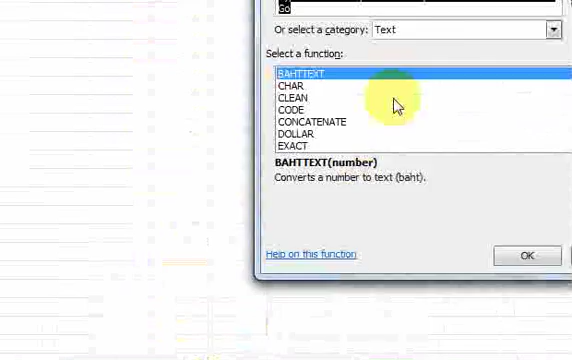 Go
Or select a category: Text
Select a function:
BAHTTEXT
CHAR
CLEAN
CODE
CONCATENATE
DOLLAR
EXACT
BAHTTEXT(number)
Converts a number to text (baht).
Help on this function
OK